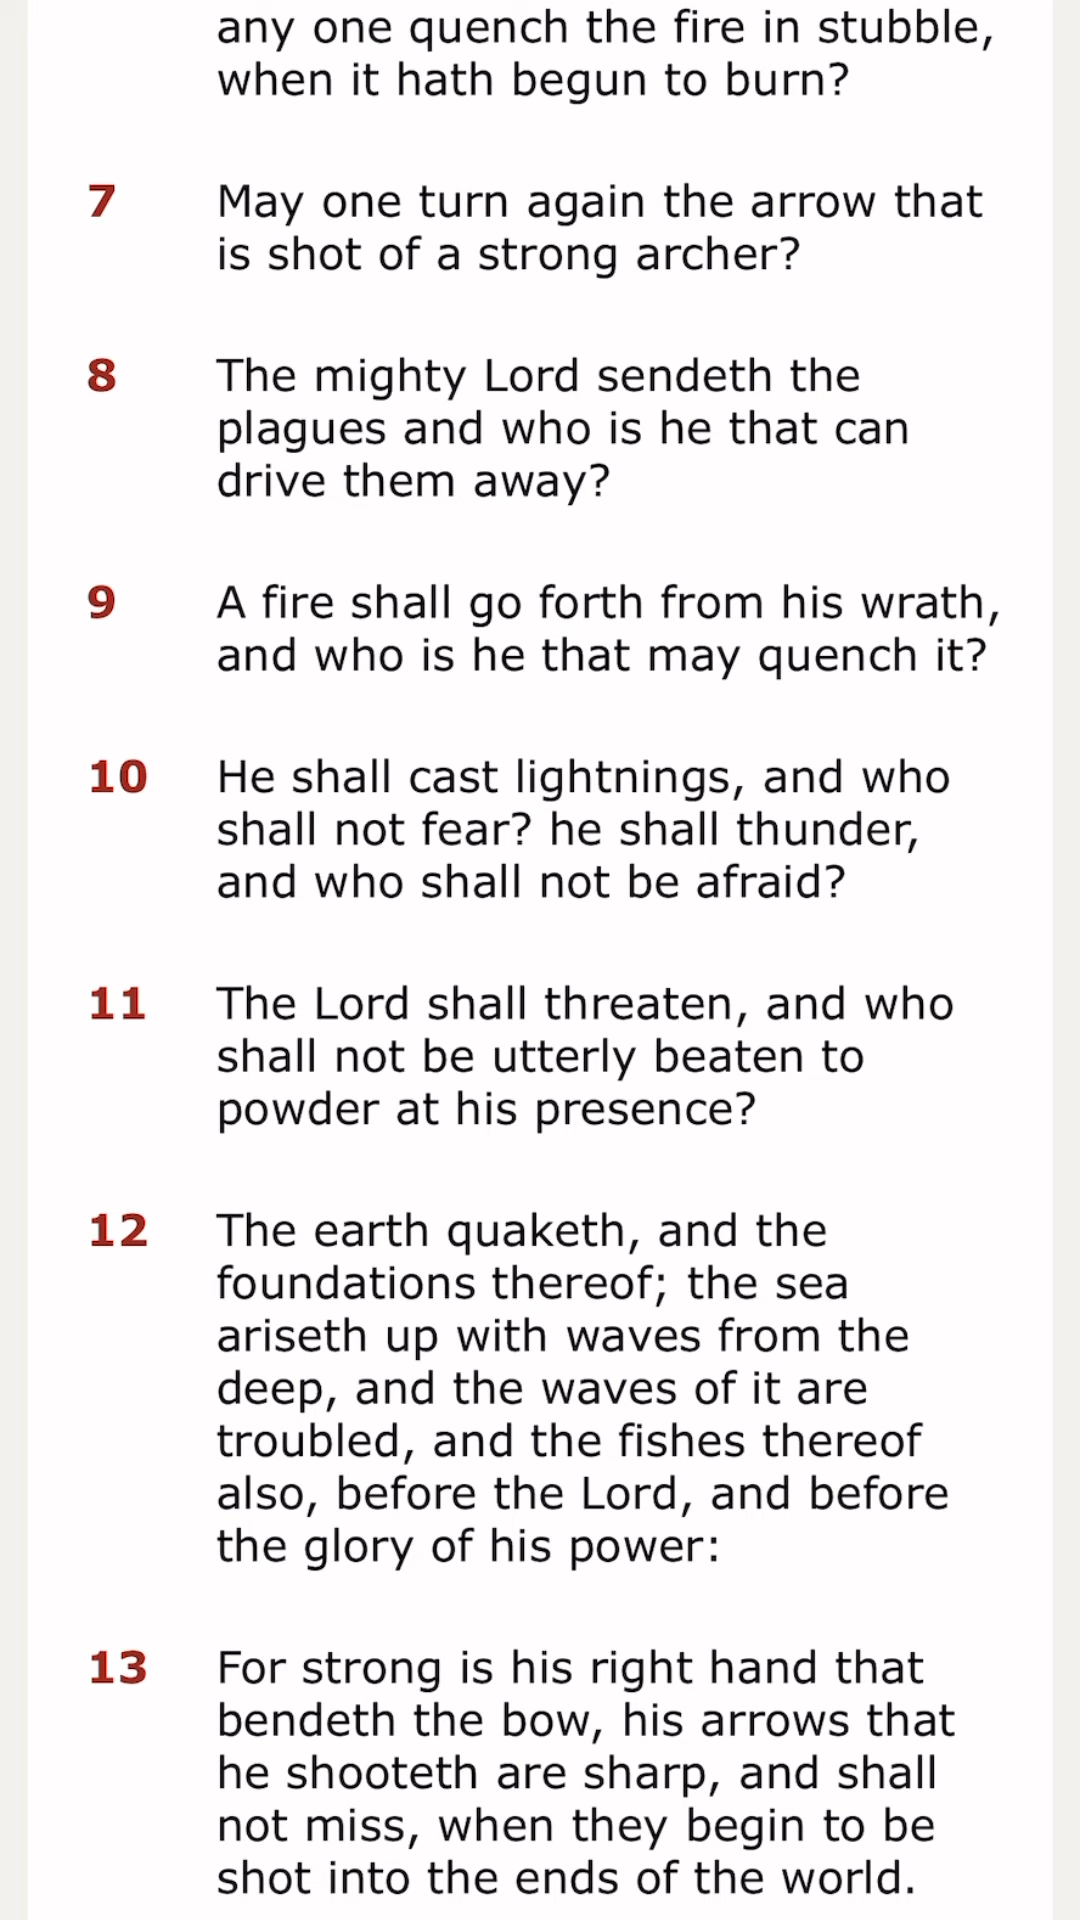 any one quench the fire in stubble,
when it hath begun to burn?
7 May one turn again the arrow that
is shot of a strong archer?
8 The mighty Lord sendeth the
plagues and who is he that can
drive them away?
9 A fire shall go forth from his wrath,
and who is he that may quench it?
10 He shall cast lightnings, and who
shall not fear? he shall thunder,
and who shall not be afraid?
11 The Lord shall threaten, and who
shall not be utterly beaten to
powder at his presence?
12 The earth quaketh, and the
foundations thereof; the sea
ariseth up with waves from the
deep, and the waves of it are
troubled, and the fishes thereof
also, before the Lord, and before
the glory of his power:
13 For strong is his right hand that
bendeth the bow, his arrows that
he shooteth are sharp, and shall
not miss, when they begin to be
shot into the ends of the world.